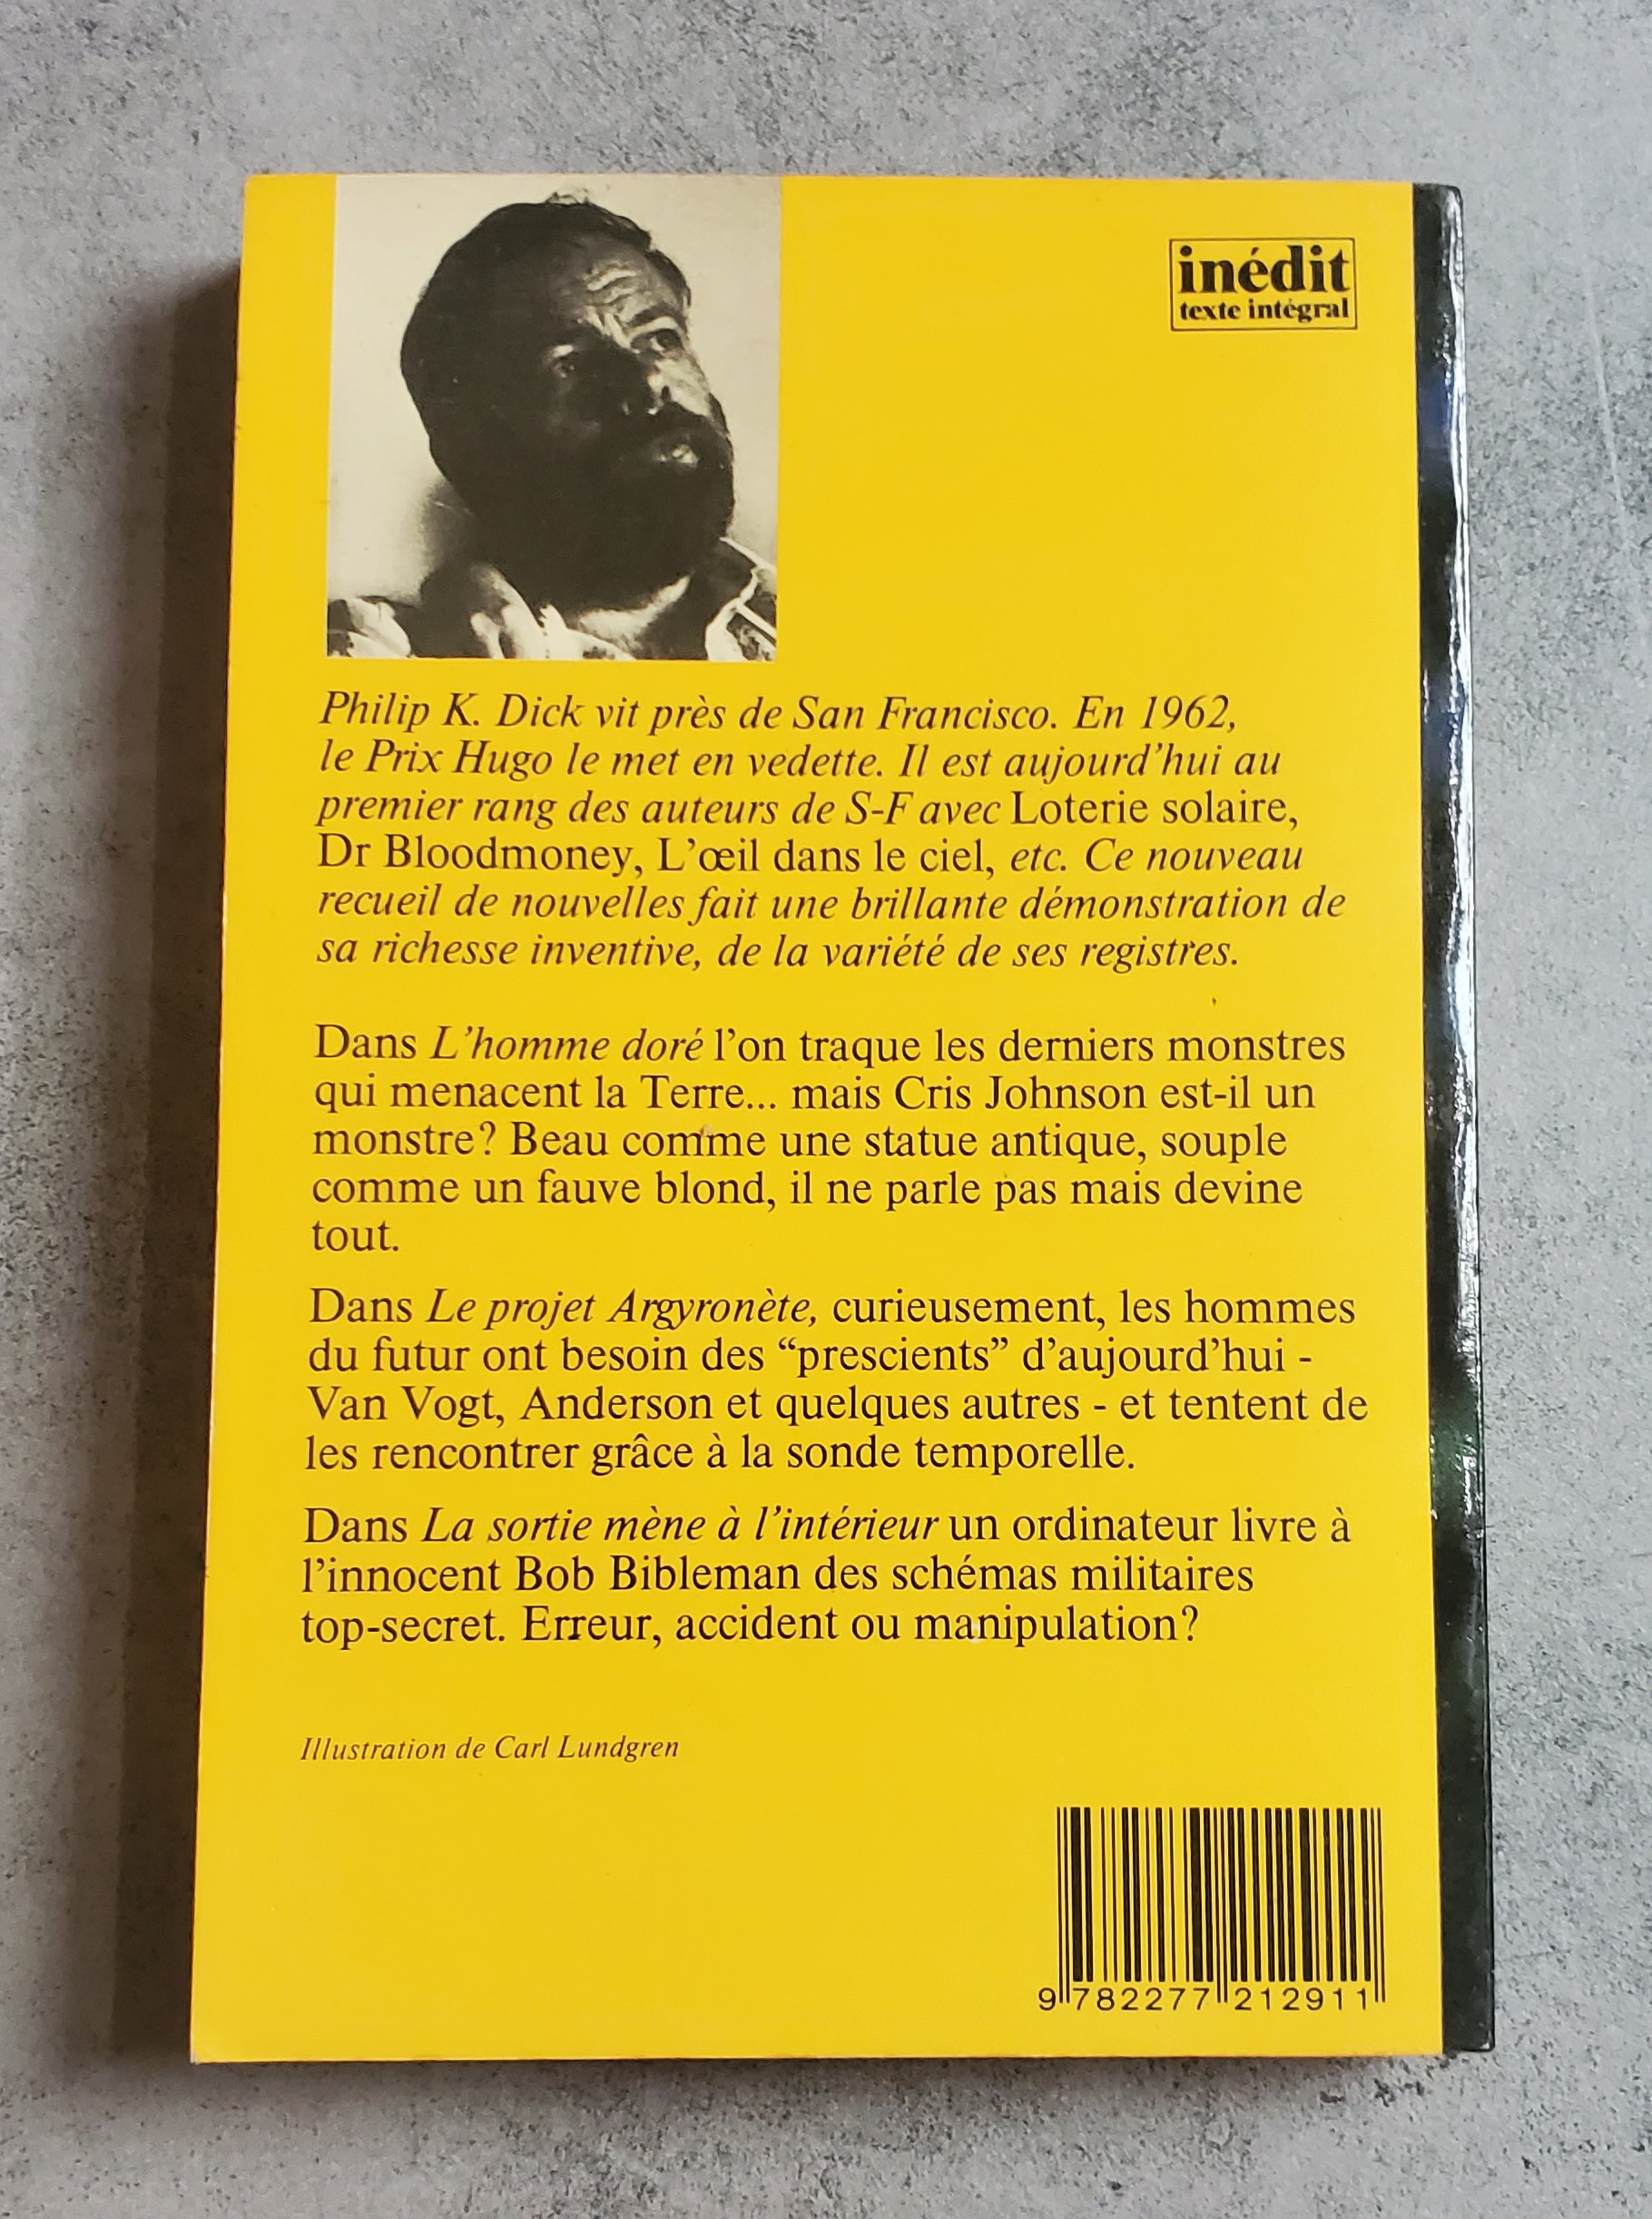 inédit
texte intégral
Philip K. Dick vit près de San Francisco. En 1962,
le Prix Hugo le met en vedette. Il est aujourd'hui au
premier rang des auteurs de S-F avec Loterie solaire,
Dr Bloodmoney, L'œil dans le ciel, etc. Ce nouveau
recueil de nouvelles fait une brillante démonstration de
sa richesse inventive, de la variété de ses registres.
Dans L'homme doré l'on traque les derniers monstres
qui menacent la Terre... mais Cris Johnson est-il un
monstre? Beau comme une statue antique, souple
comme un fauve blond, il ne parle pas mais devine
tout.
Dans Le projet Argyronète, curieusement, les hommes
du futur ont besoin des “prescients” d'aujourd'hui -
Van Vogt, Anderson et quelques autres - et tentent de
les rencontrer grâce à la sonde temporelle.
Dans La sortie mène à l'intérieur un ordinateur livre à
l'innocent Bob Bibleman des schémas militaires
top-secret. Erreur, accident ou manipulation?
Illustration de Carl Lundgren
9 782277 212911